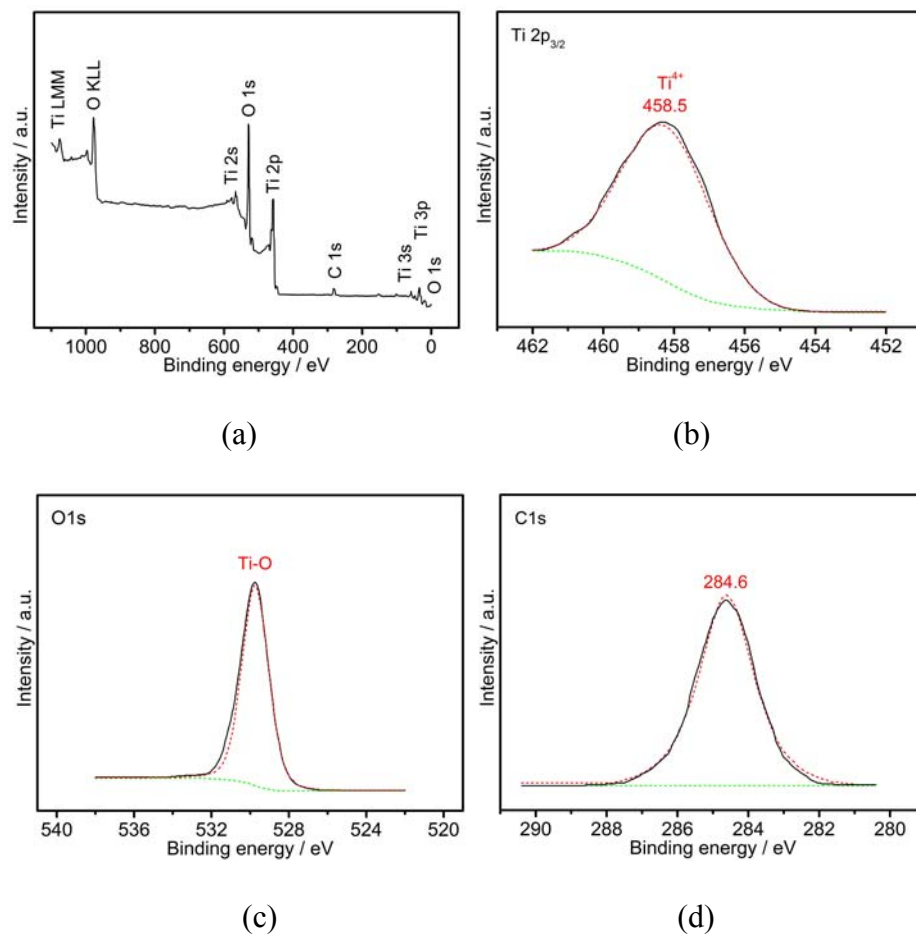 Ti LMM
O KLL
Ti 2s
O 1s
Ti 2p
C 1s
Ti 3s
Ti 3p
O 1s
Intensity / a.u.
1000 800 600 400 200 0
Binding energy / eV
(a)
Ti 2p3/2
Ti4+
458.5
Intensity / a.u.
462 460 458 456 454 452
Binding energy / eV
(b)
O1s
Ti-O
Intensity / a.u.
540 536 532 528 524 520
Binding energy / eV
(c)
C1s
284.6
Intensity / a.u.
290 288 286 284 282 280
Binding energy / eV
(d)